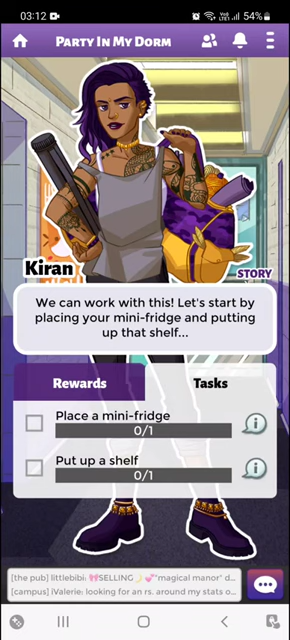 03:12 54%
PARTY IN MY DORM
Kiran
STORY
We can work with this! Let's start by
placing your mini-fridge and putting
up that shelf...
Rewards Tasks
Place a mini-fridge
0/1
Put up a shelf
0/1
[the pub] littlebibi: 🎀SELLING🌙💕"magical manor" d...
[campus] iValerie: looking for an rs. around my stats o...